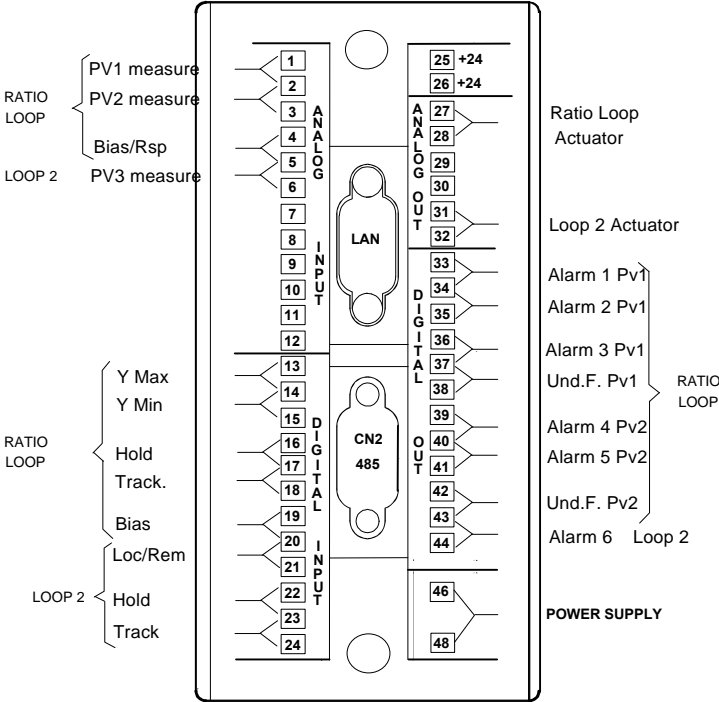 PV1 measure
RATIO
LOOP
PV2 measure
Bias/Rsp
LOOP 2
PV3 measure
Y Max
Y Min
RATIO
LOOP
Hold
Track.
Bias
Loc/Rem
LOOP 2
Hold
Track
1
2
3
4
5
6
7
8
9
10
11
12
ANALOG INPUT
13
14
15
16
17
18
19
20
21
22
23
24
DIGITAL INPUT
LAN
CN2
485
25 +24
26 +24
ANALOG OUT
27
28
29
30
31
32
DIGITAL OUT
33
34
35
36
37
38
39
40
41
42
43
44
46
48
Ratio Loop
Actuator
Loop 2 Actuator
Alarm 1 Pv1
Alarm 2 Pv1
Alarm 3 Pv1
Und.F. Pv1
RATIO
LOOP
Alarm 4 Pv2
Alarm 5 Pv2
Und.F. Pv2
Alarm 6 Loop 2
POWER SUPPLY